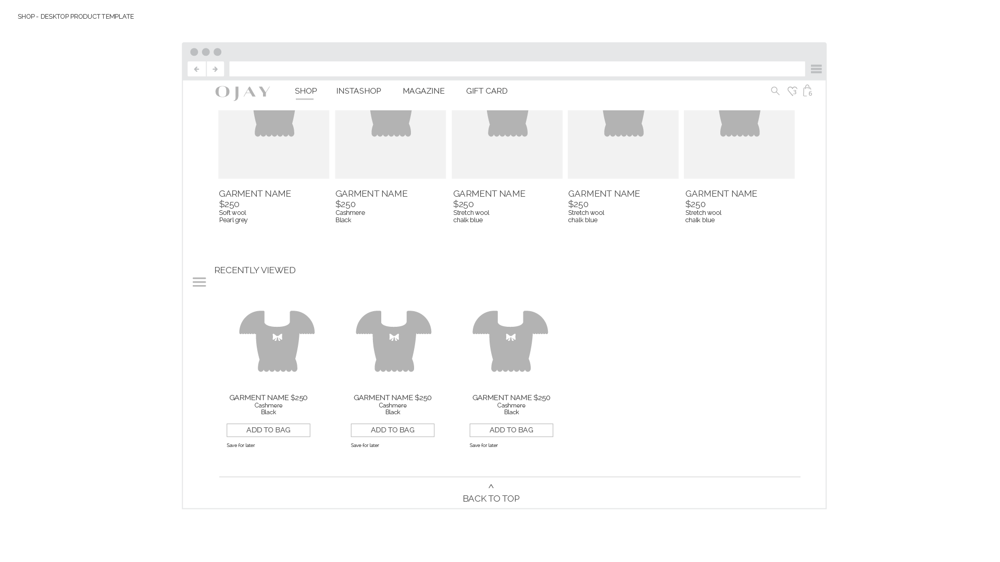 SHOP - DESKTOP PRODUCT TEMPLATE
OJAY SHOP INSTASHOP MAGAZINE GIFT CARD 3 6
GARMENT NAME
$250
Soft wool
Pearl grey
GARMENT NAME
$250
Cashmere
Black
GARMENT NAME
$250
Stretch wool
chalk blue
GARMENT NAME
$250
Stretch wool
chalk blue
GARMENT NAME
$250
Stretch wool
chalk blue
RECENTLY VIEWED
GARMENT NAME $250
Cashmere
Black
ADD TO BAG
Save for later
GARMENT NAME $250
Cashmere
Black
ADD TO BAG
Save for later
GARMENT NAME $250
Cashmere
Black
ADD TO BAG
Save for later
^
BACK TO TOP